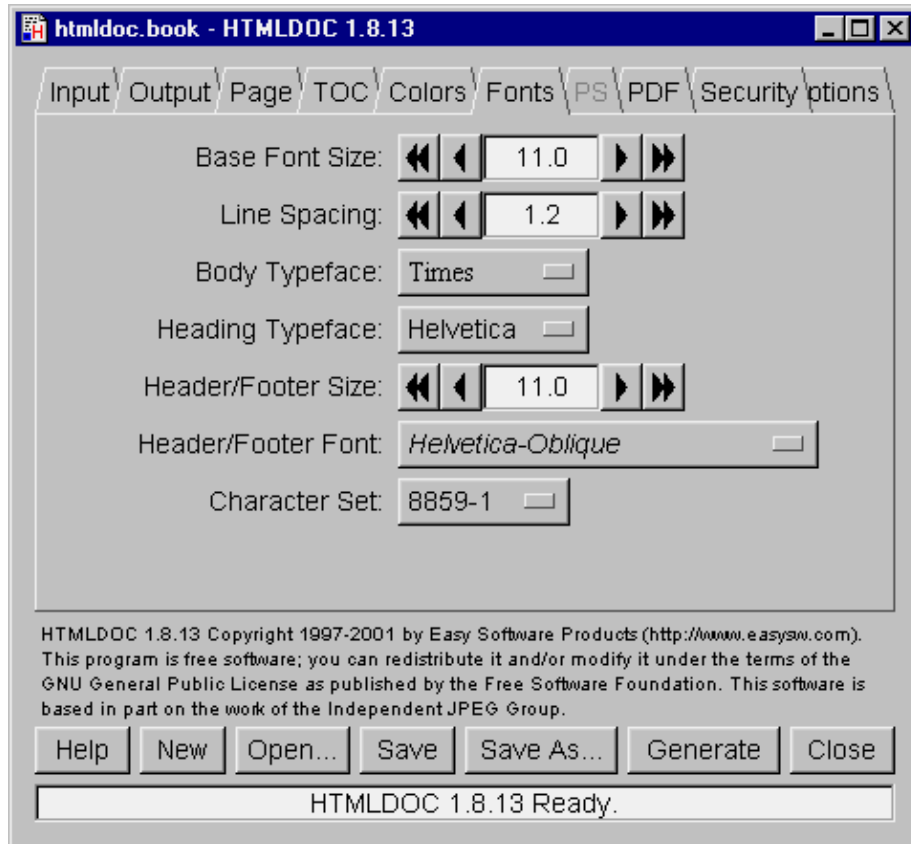 htmldoc.book - HTMLDOC 1.8.13
Input Output Page TOC Colors Fonts PS PDF Security ptions
Base Font Size: 11.0
Line Spacing: 1.2
Body Typeface: Times
Heading Typeface: Helvetica
Header/Footer Size: 11.0
Header/Footer Font: Helvetica-Oblique
Character Set: 8859-1
HTMLDOC 1.8.13 Copyright 1997-2001 by Easy Software Products (http://www.easysw.com).
This program is free software; you can redistribute it and/or modify it under the terms of the
GNU General Public License as published by the Free Software Foundation. This software is
based in part on the work of the Independent JPEG Group.
Help New Open... Save Save As... Generate Close
HTMLDOC 1.8.13 Ready.